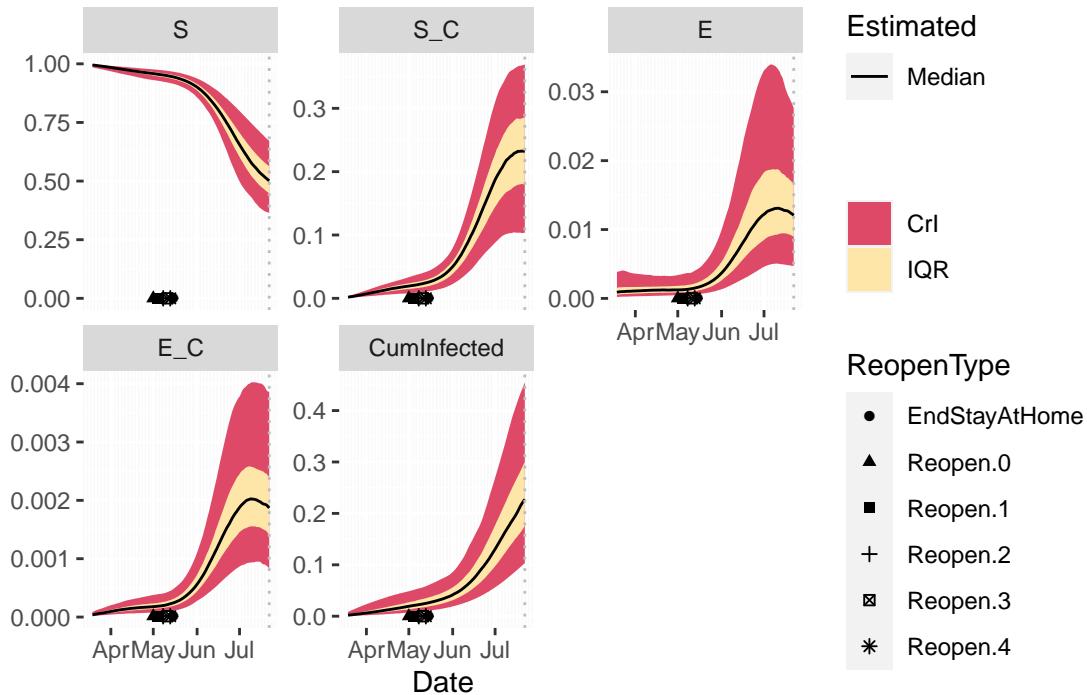 S
S_C
E
Estimated
1.00
0.75
0.50
0.25
0.00
0.3
0.2
0.1
0.0
0.03
0.02
0.01
0.00
Apr May Jun Jul
Median
CrI
IQR
E_C
CumInfected
0.004
0.003
0.002
0.001
0.000
0.4
0.3
0.2
0.1
0.0
Apr May Jun Jul
Apr May Jun Jul
Date
ReopenType
EndStayAtHome
Reopen.0
Reopen.1
Reopen.2
Reopen.3
Reopen.4